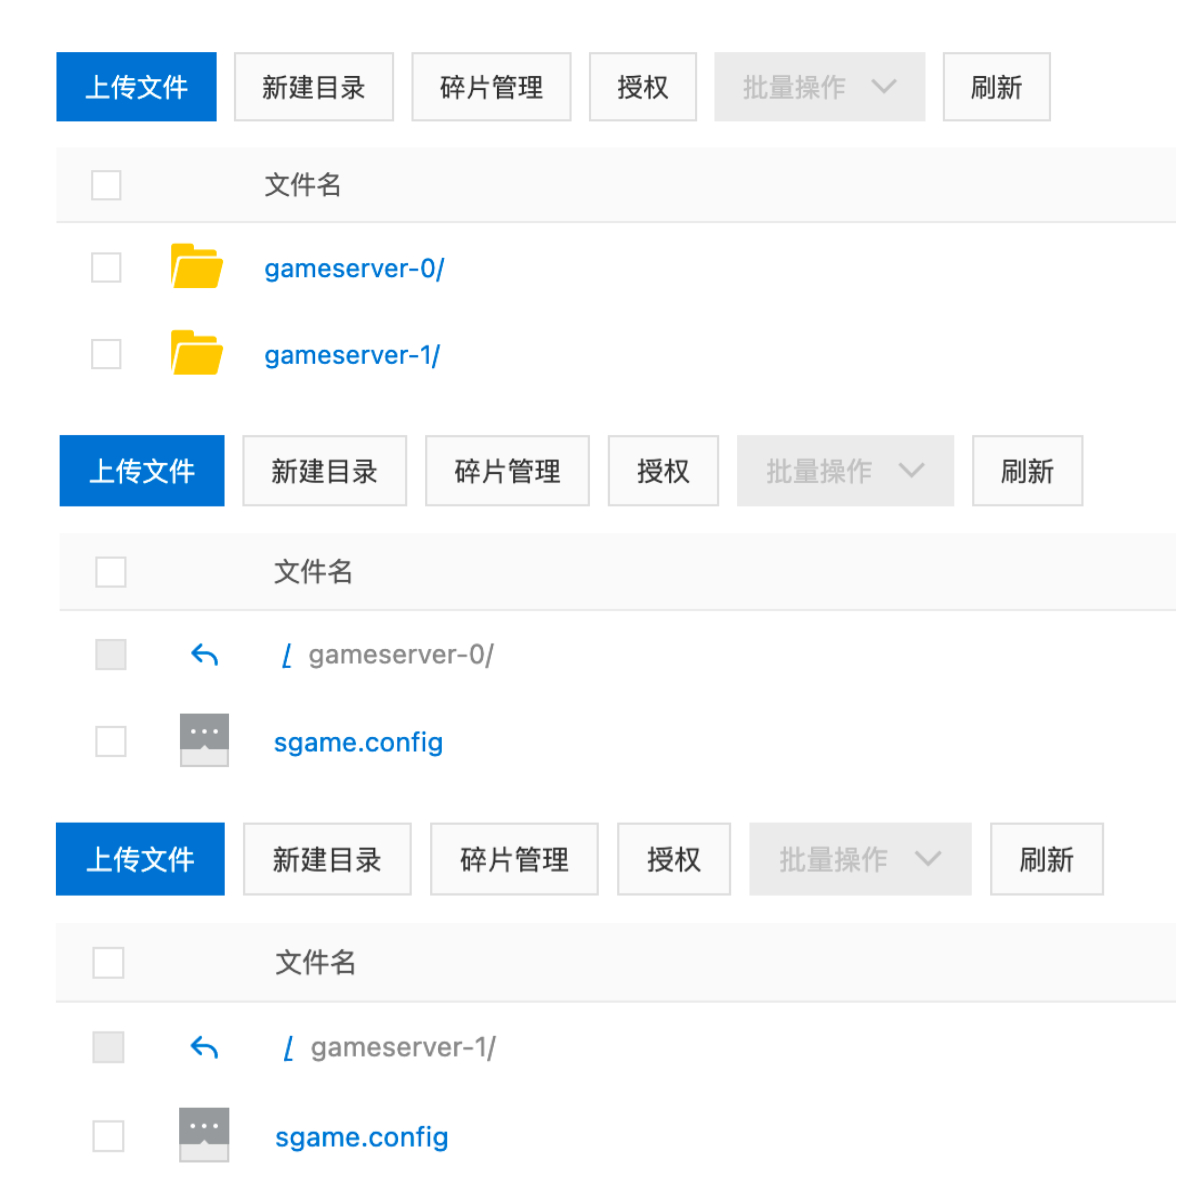 上传文件 新建目录 碎片管理 授权 批量操作 刷新
文件名
gameserver-0/
gameserver-1/
上传文件 新建目录 碎片管理 授权 批量操作 刷新
文件名
/ gameserver-0/
sgame.config
上传文件 新建目录 碎片管理 授权 批量操作 刷新
文件名
/ gameserver-1/
sgame.config